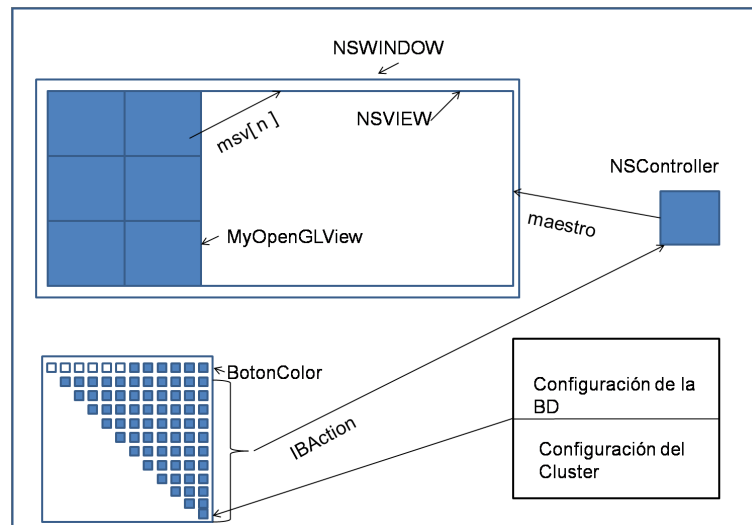 NSWINDOW
NSVIEW
msv[ n ]
NSController
maestro
MyOpenGLView
BotonColor
IBAction
Configuración de la
BD
Configuración del
Cluster